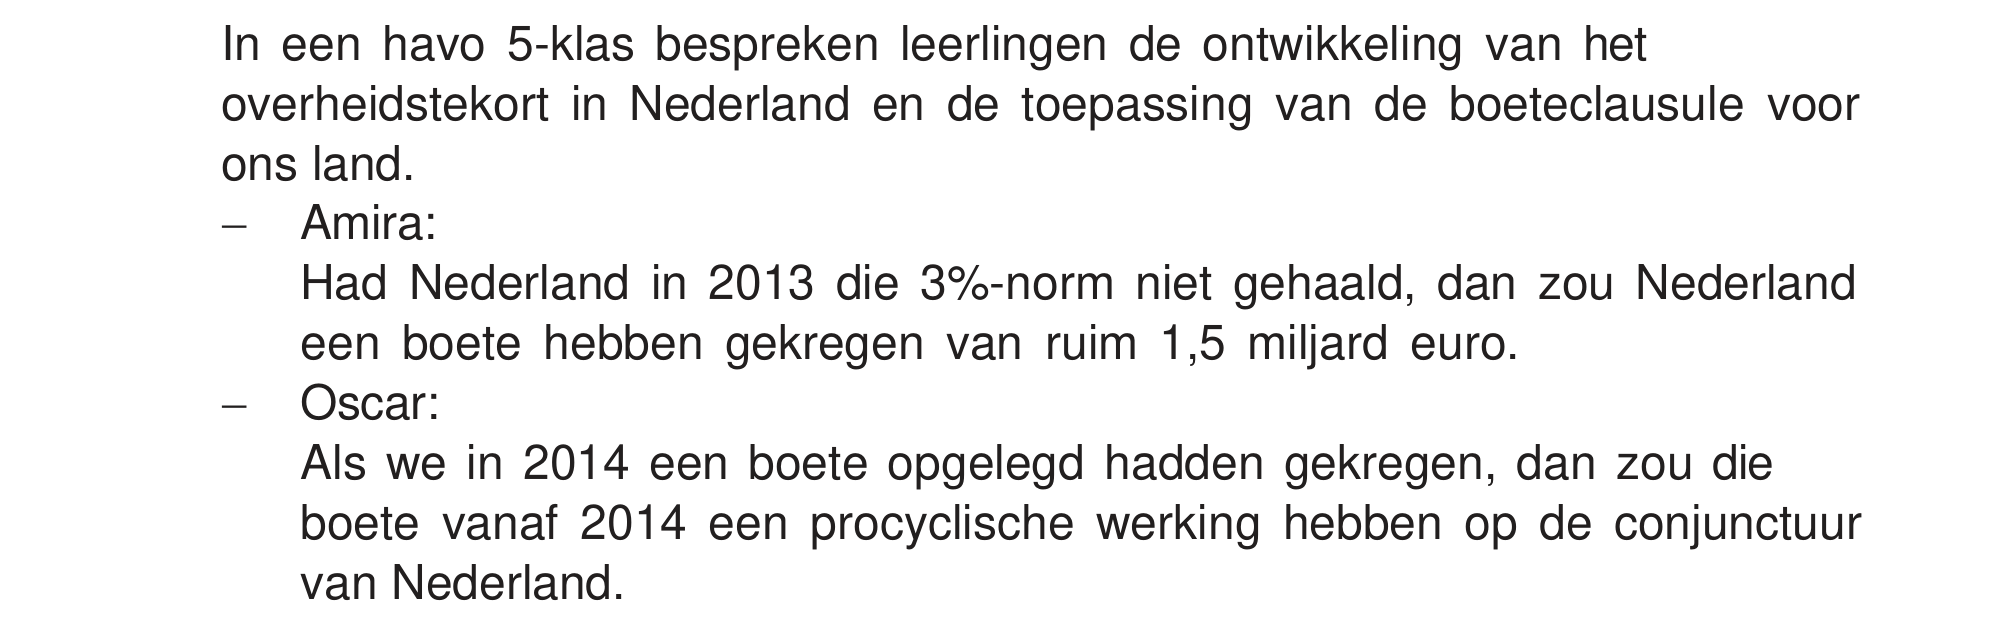 In een havo 5-klas bespreken leerlingen de ontwikkeling van het
overheidstekort in Nederland en de toepassing van de boeteclausule voor
ons land.
– Amira:
Had Nederland in 2013 die 3%-norm niet gehaald, dan zou Nederland
een boete hebben gekregen van ruim 1,5 miljard euro.
– Oscar:
Als we in 2014 een boete opgelegd hadden gekregen, dan zou die
boete vanaf 2014 een procyclische werking hebben op de conjunctuur
van Nederland.